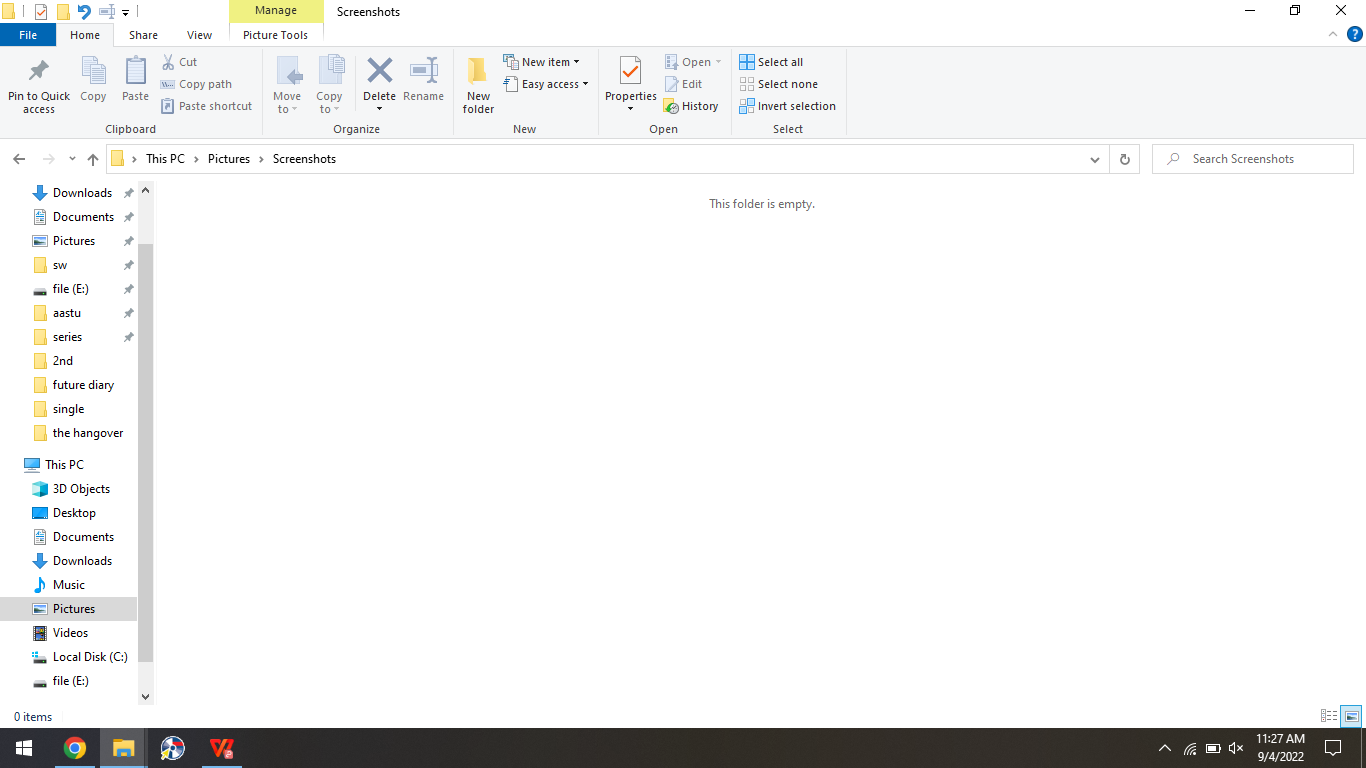 Manage
Screenshots
File
Home
Share
View
Picture Tools
Pin to Quick access
Copy
Paste
Cut
Copy path
Paste shortcut
Clipboard
Move to
Copy to
Delete
Rename
Organize
New folder
New item
Easy access
New
Properties
Open
Edit
History
Open
Select all
Select none
Invert selection
Select
This PC > Pictures > Screenshots
Search Screenshots
This folder is empty.
Downloads
Documents
Pictures
sw
file (E:)
aastu
series
2nd
future diary
single
the hangover
This PC
3D Objects
Desktop
Documents
Downloads
Music
Pictures
Videos
Local Disk (C:)
file (E:)
0 items
11:27 AM
9/4/2022